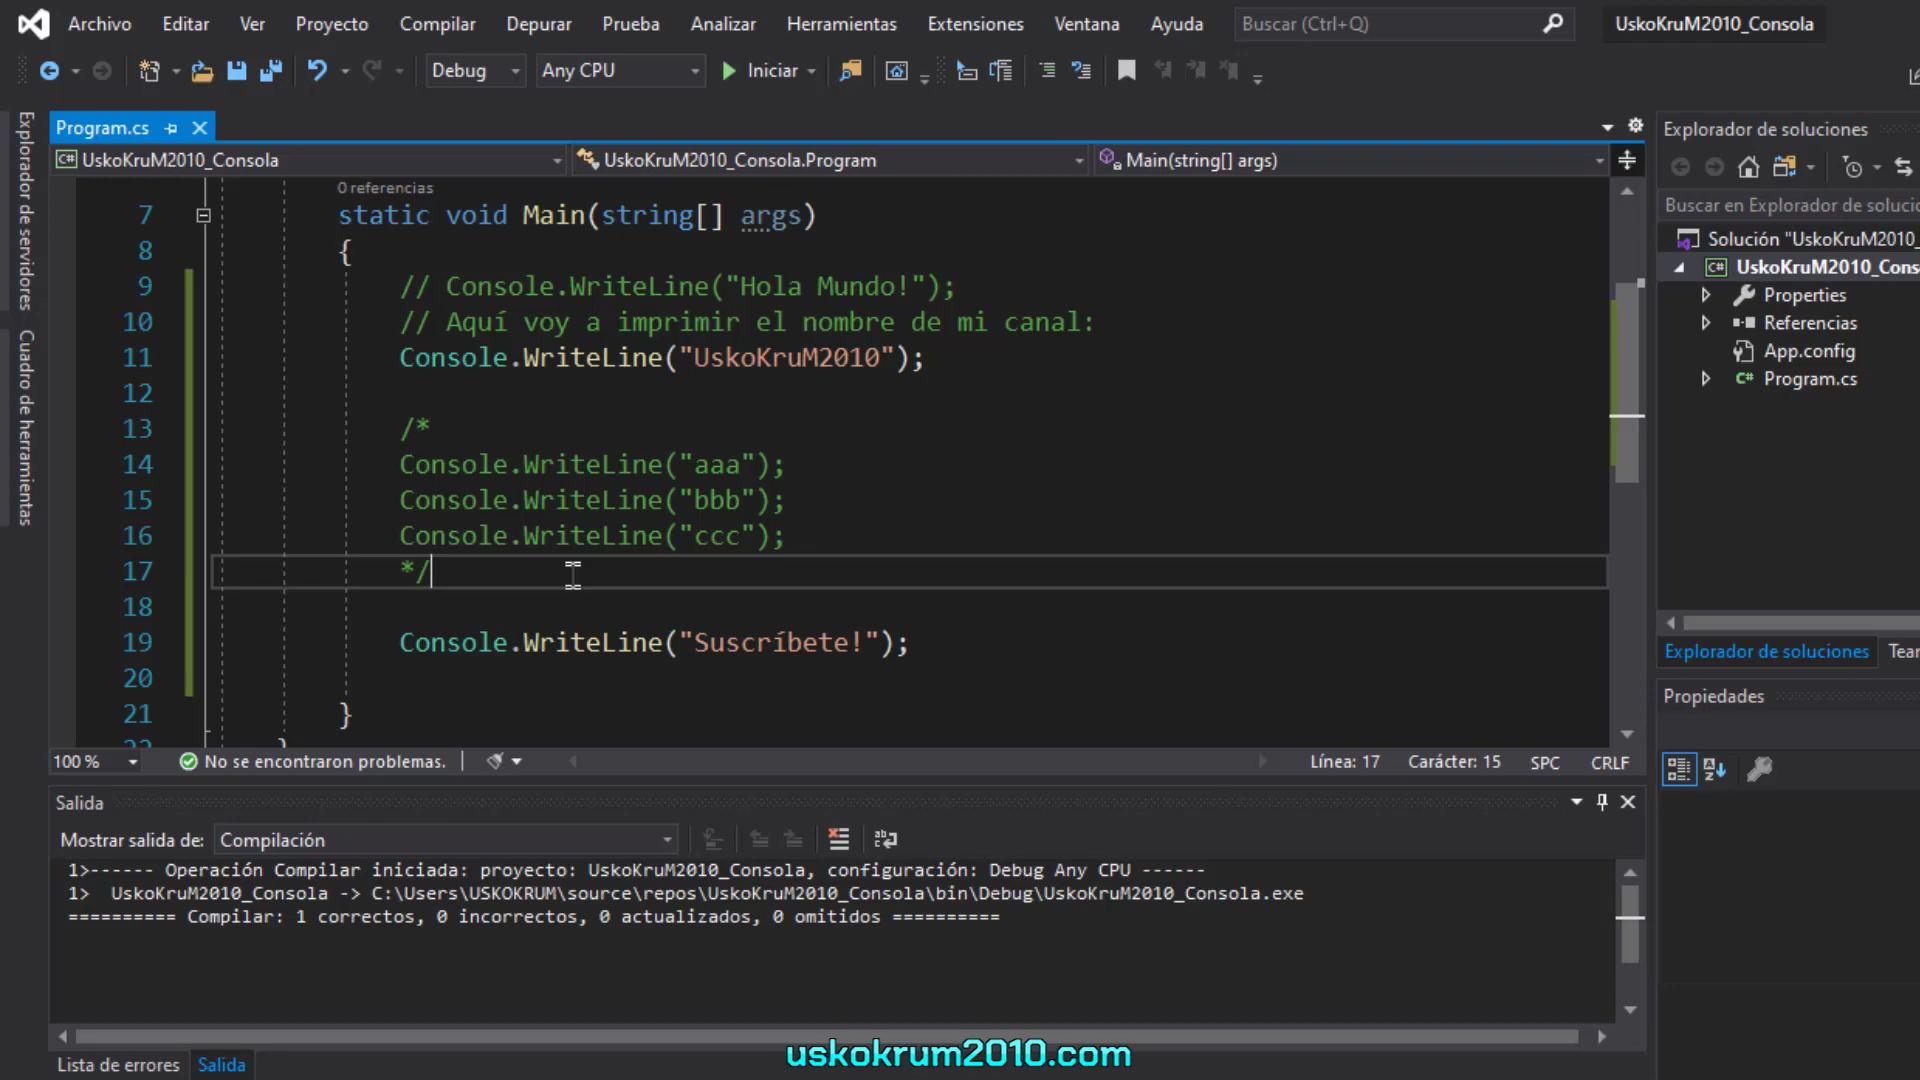 Archivo Editar Ver Proyecto Compilar Depurar Prueba Analizar Herramientas Extensiones Ventana Ayuda Buscar (Ctrl+Q) UskoKruM2010_Consola
Debug Any CPU Iniciar
Explorador de servidores
Cuadro de herramientas
Program.cs
UskoKruM2010_Consola UskoKruM2010_Consola.Program Main(string[] args)
0 referencias
7 static void Main(string[] args)
8 {
9 // Console.WriteLine("Hola Mundo!");
10 // Aquí voy a imprimir el nombre de mi canal:
11 Console.WriteLine("UskoKruM2010");
12
13 /*
14 Console.WriteLine("aaa");
15 Console.WriteLine("bbb");
16 Console.WriteLine("ccc");
17 */
18
19 Console.WriteLine("Suscríbete!");
20
21 }
22 }
100 % No se encontraron problemas. Línea: 17 Carácter: 15 SPC CRLF
Salida
Mostrar salida de: Compilación
1>------ Operación Compilar iniciada: proyecto: UskoKruM2010_Consola, configuración: Debug Any CPU ------
1> UskoKruM2010_Consola -> C:\Users\USKOKRUM\source\repos\UskoKruM2010_Consola\bin\Debug\UskoKruM2010_Consola.exe
========== Compilar: 1 correctos, 0 incorrectos, 0 actualizados, 0 omitidos ==========
Lista de errores Salida
uskokrum2010.com
Explorador de soluciones
Buscar en Explorador de solucio
Solución "UskoKruM2010_
UskoKruM2010_Cons
Properties
Referencias
App.config
Program.cs
Explorador de soluciones Tear
Propiedades